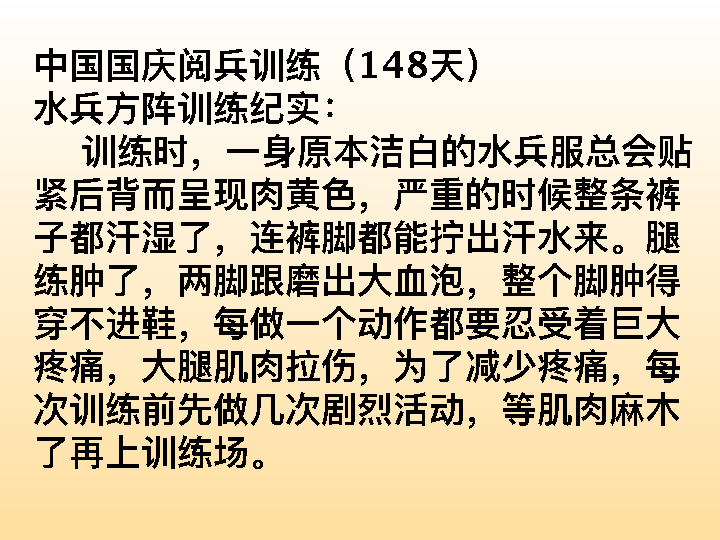 中国国庆阅兵训练（148天）
水兵方阵训练纪实：
训练时，一身原本洁白的水兵服总会贴
紧后背而呈现肉黄色，严重的时候整条裤
子都汗湿了，连裤脚都能拧出汗水来。腿
练肿了，两脚跟磨出大血泡，整个脚肿得
穿不进鞋，每做一个动作都要忍受着巨大
疼痛，大腿肌肉拉伤，为了减少疼痛，每
次训练前先做几次剧烈活动，等肌肉麻木
了再上训练场。